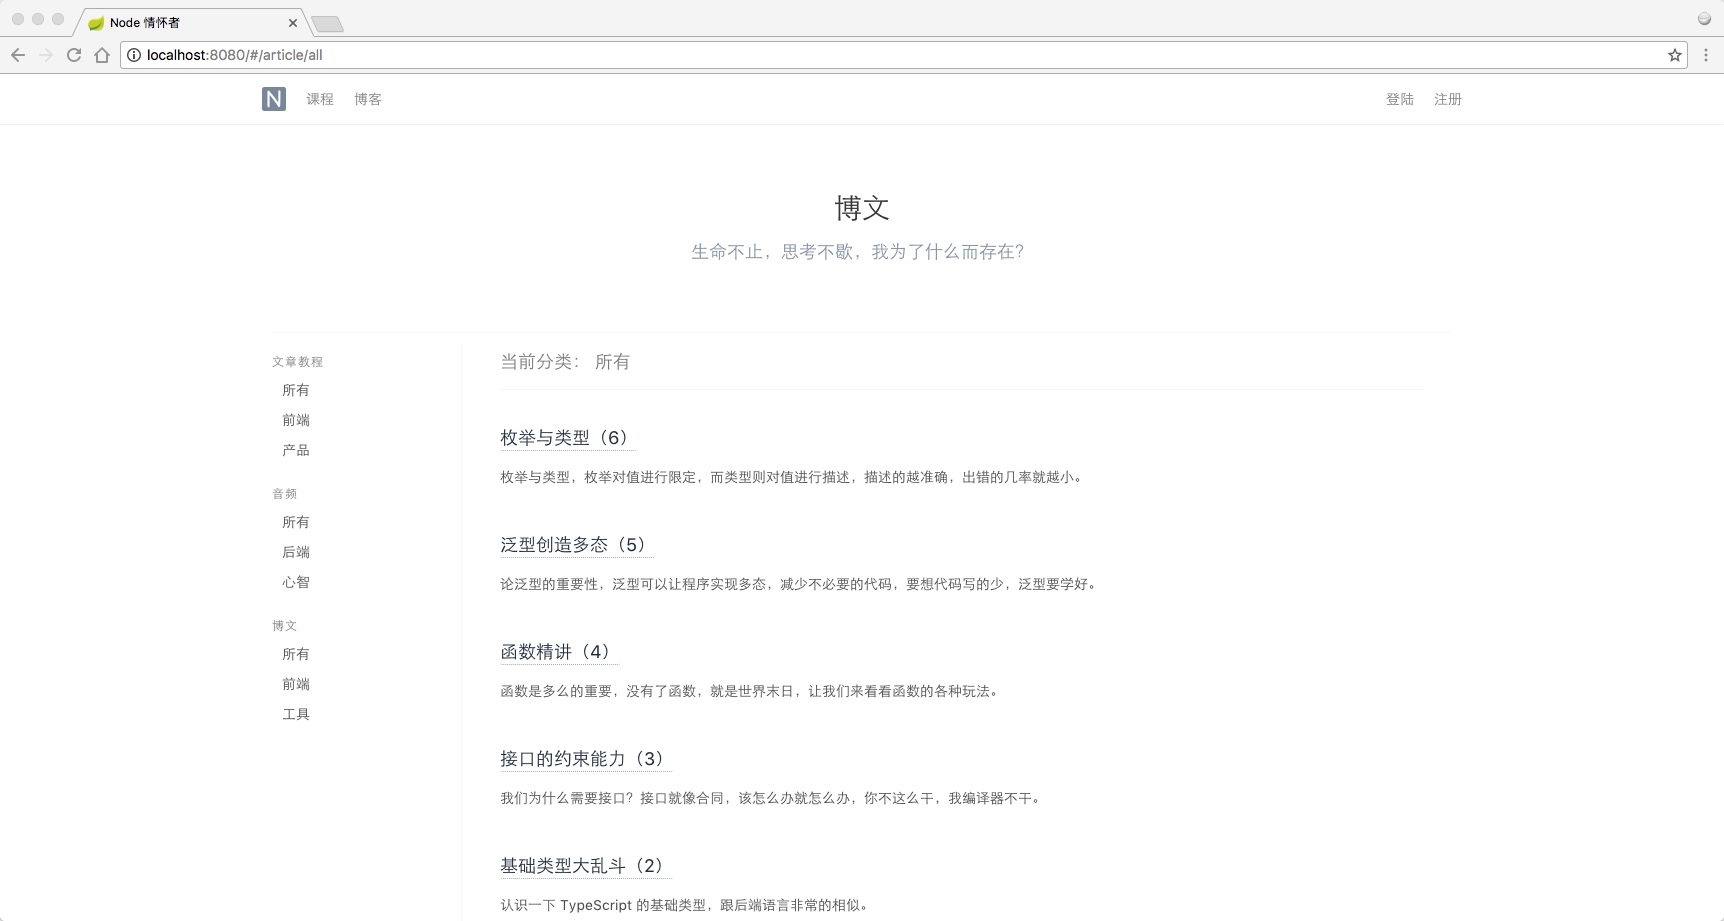 Node 情怀者
localhost:8080/#/article/all
N 课程 博客 登陆 注册
博文
生命不止，思考不歇，我为了什么而存在？
文章教程
所有
前端
产品
音频
所有
后端
心智
博文
所有
前端
工具
当前分类： 所有
枚举与类型（6）
枚举与类型，枚举对值进行限定，而类型则对值进行描述，描述的越准确，出错的几率就越小。
泛型创造多态（5）
论泛型的重要性，泛型可以让程序实现多态，减少不必要的代码，要想代码写的少，泛型要学好。
函数精讲（4）
函数是多么的重要，没有了函数，就是世界末日，让我们来看看函数的各种玩法。
接口的约束能力（3）
我们为什么需要接口？接口就像合同，该怎么办就怎么办，你不这么干，我编译器不干。
基础类型大乱斗（2）
认识一下 TypeScript 的基础类型，跟后端语言非常的相似。